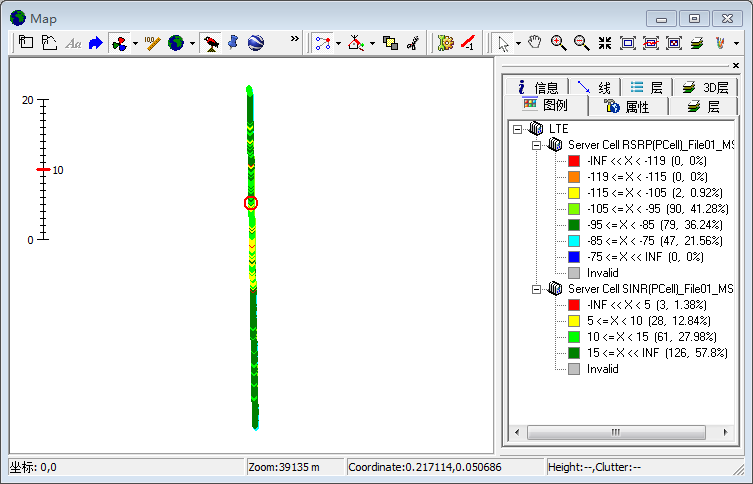 Map
Aa
»
-1
20
10
0
信息
线
层
3D层
图例
属性
层
LTE
Server Cell RSRP(PCell)_File01_MS
-INF << X < -119 (0, 0%)
-119 <= X < -115 (0, 0%)
-115 <= X < -105 (2, 0.92%)
-105 <= X < -95 (90, 41.28%)
-95 <= X < -85 (79, 36.24%)
-85 <= X < -75 (47, 21.56%)
-75 <= X << INF (0, 0%)
Invalid
Server Cell SINR(PCell)_File01_MS
-INF << X < 5 (3, 1.38%)
5 <= X < 10 (28, 12.84%)
10 <= X < 15 (61, 27.98%)
15 <= X << INF (126, 57.8%)
Invalid
坐标: 0,0
Zoom:39135 m
Coordinate:0.217114,0.050686
Height:--,Clutter:--